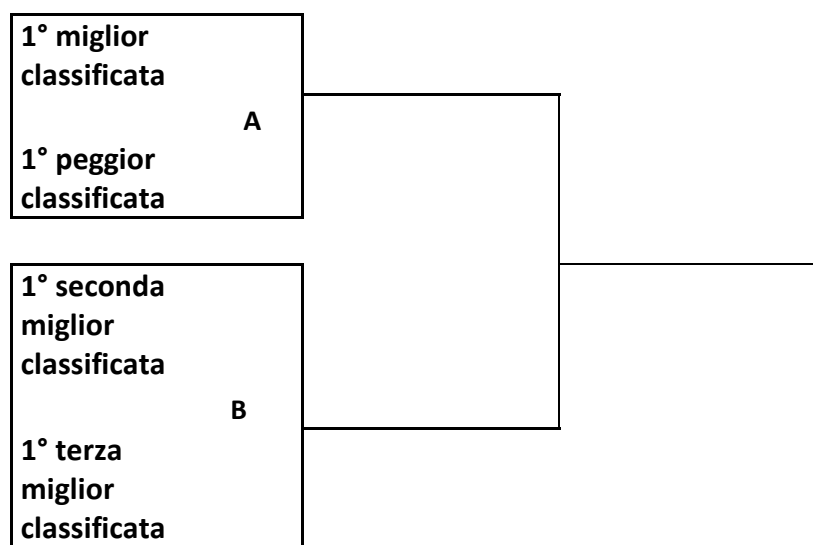 1° miglior
classificata
A
1° peggior
classificata
1° seconda
miglior
classificata
B
1° terza
miglior
classificata